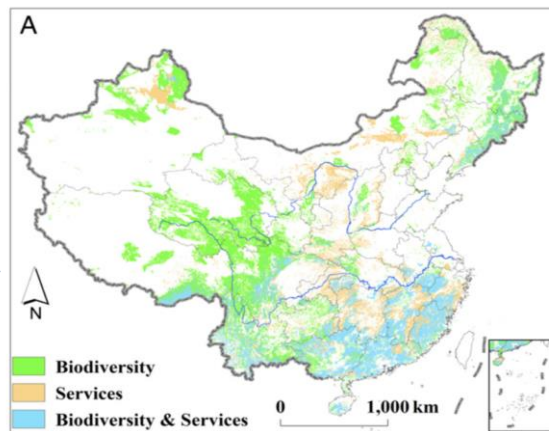 A
N
Biodiversity
Services
Biodiversity & Services
0 1,000 km